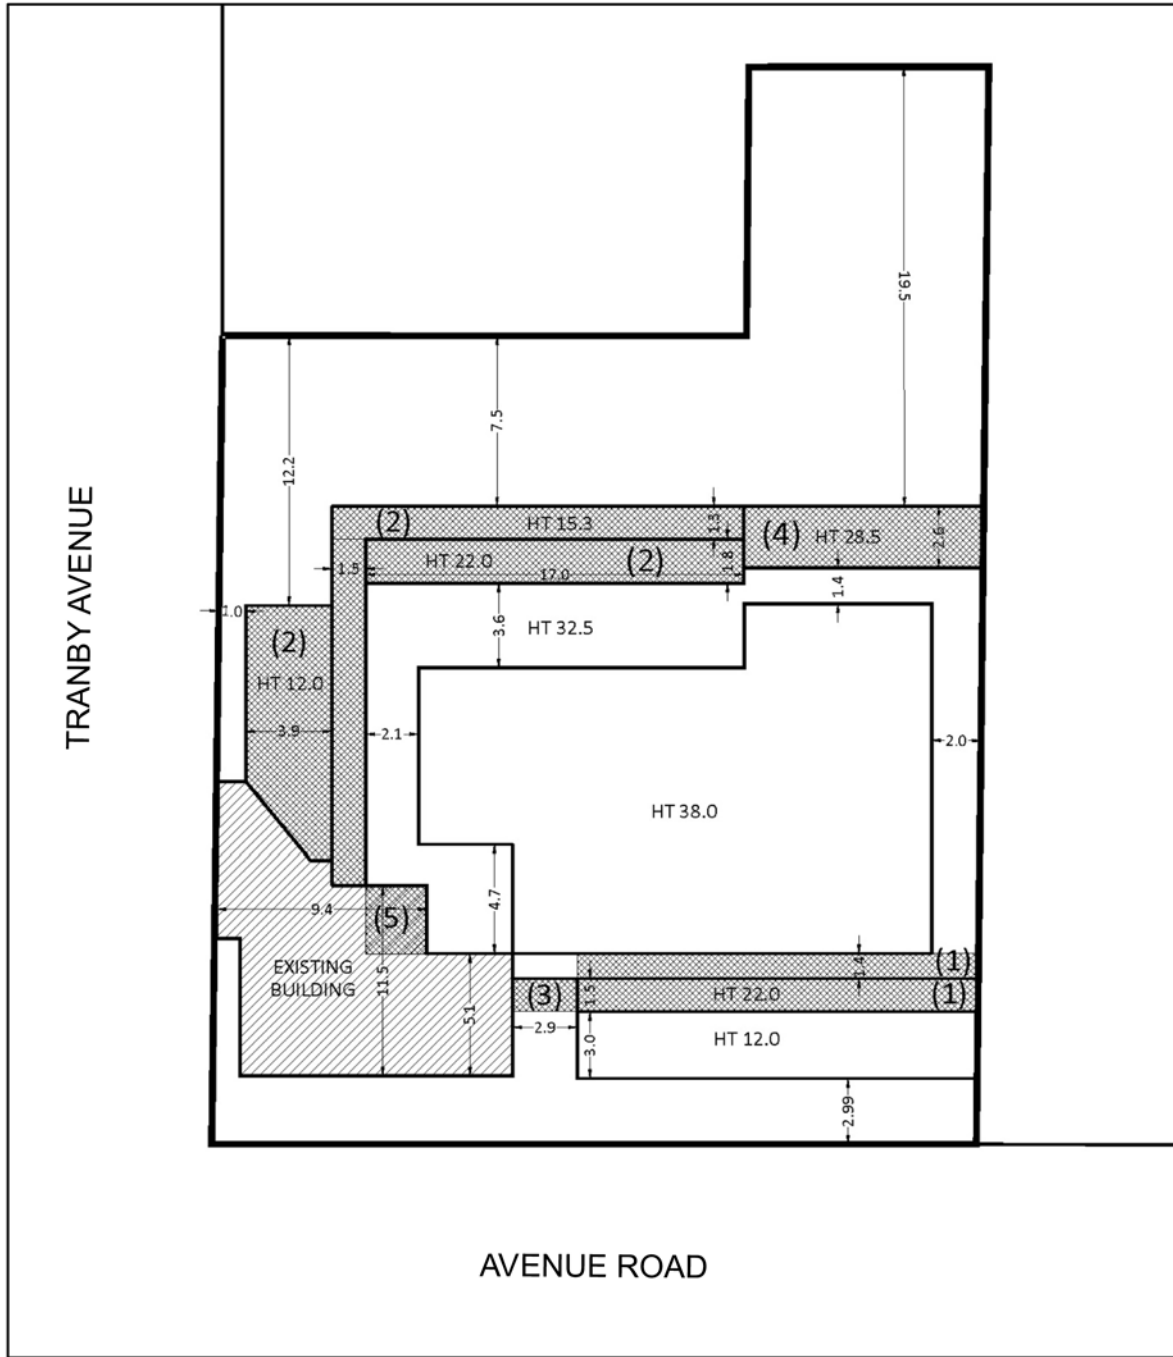 19.5
7.5
12.2
(2)
HT 15.3
1.3
(4)
HT 28.5
2.6
HT 22.0
(2)
1.8
1.5
17.0
1.4
1.0
(2)
3.6
HT 32.5
HT 12.0
3.9
2.1
2.0
TRANBY AVENUE
HT 38.0
4.7
9.4
(5)
EXISTING
BUILDING
11.5
5.1
1.4
(1)
(3)
1.5
HT 22.0
(1)
2.9
3.0
HT 12.0
2.99
AVENUE ROAD